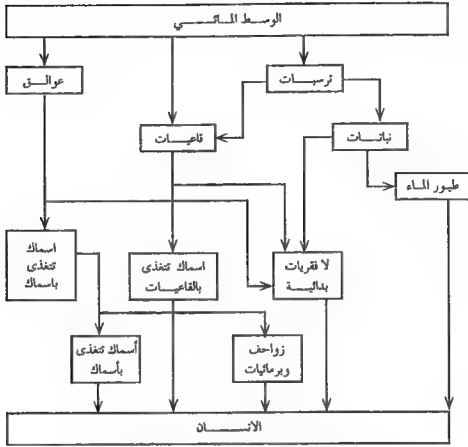 الوسط المائي
عوالق
ترسبات
قاعيات
نباتات
طيور الماء
اسماك
تتغذى
باسماك
اسماك تتغذى
بالقاعيات
لا فقريات
بدائية
أسماك تتغذى
بأسماك
زواحف
وبرمائيات
الانسان